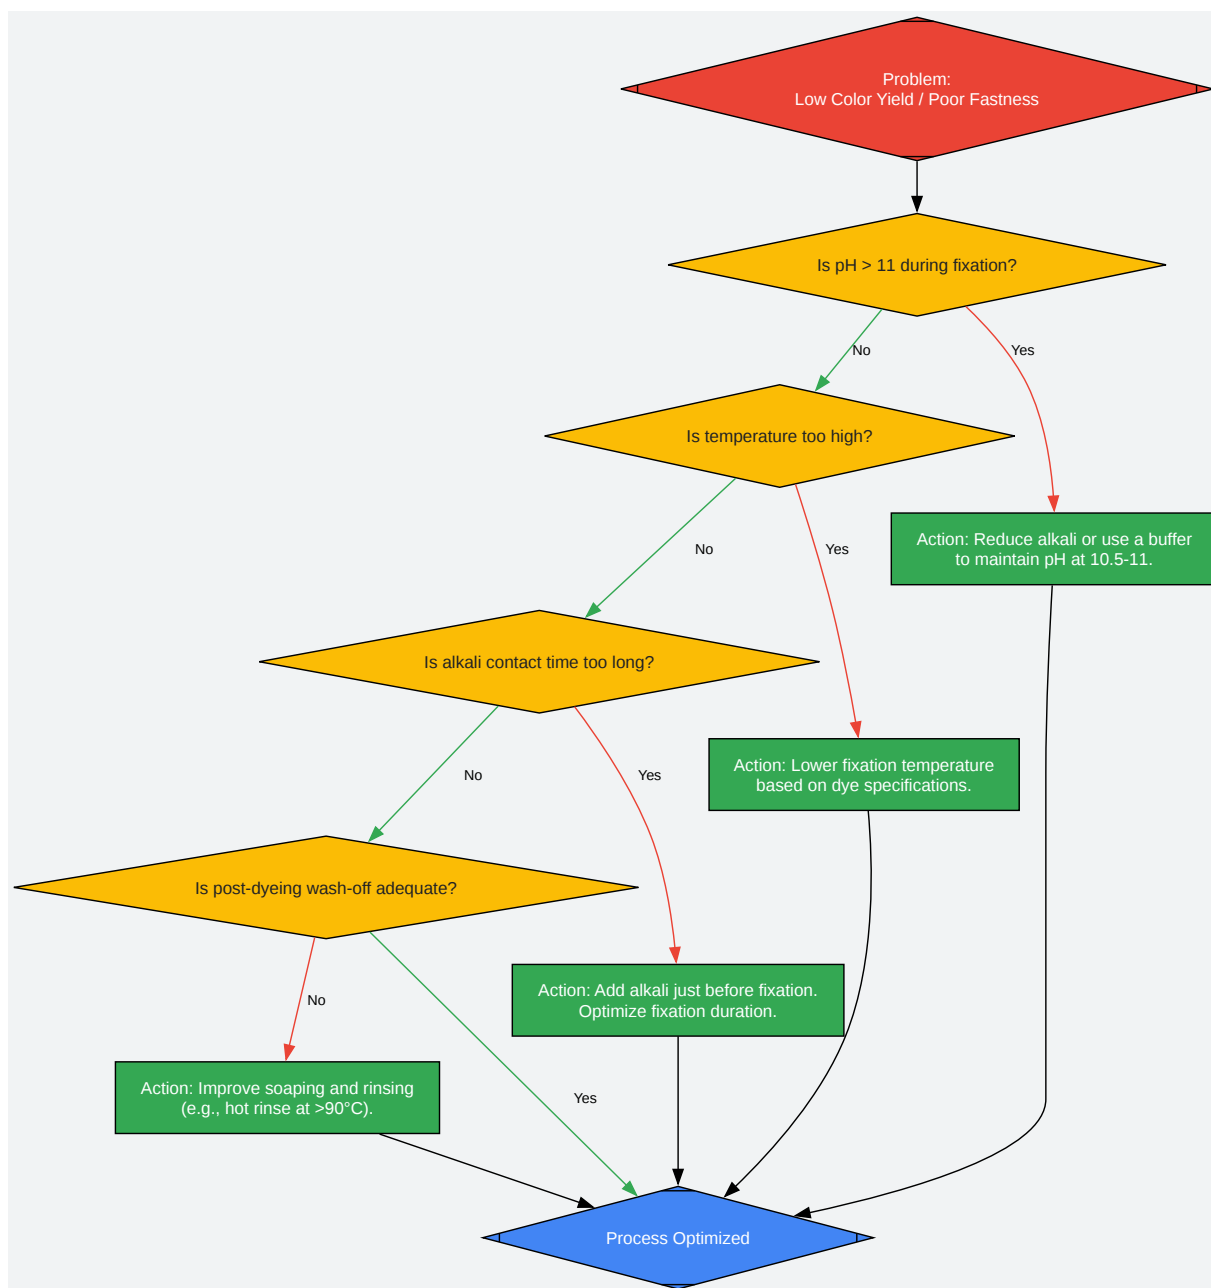 Problem:
Low Color Yield / Poor Fastness
Is pH > 11 during fixation?
No
Yes
Is temperature too high?
No
Yes
Action: Reduce alkali or use a buffer
to maintain pH at 10.5-11.
Is alkali contact time too long?
No
Yes
Action: Lower fixation temperature
based on dye specifications.
Is post-dyeing wash-off adequate?
No
Yes
Action: Add alkali just before fixation.
Optimize fixation duration.
Action: Improve soaping and rinsing
(e.g., hot rinse at >90°C).
Process Optimized